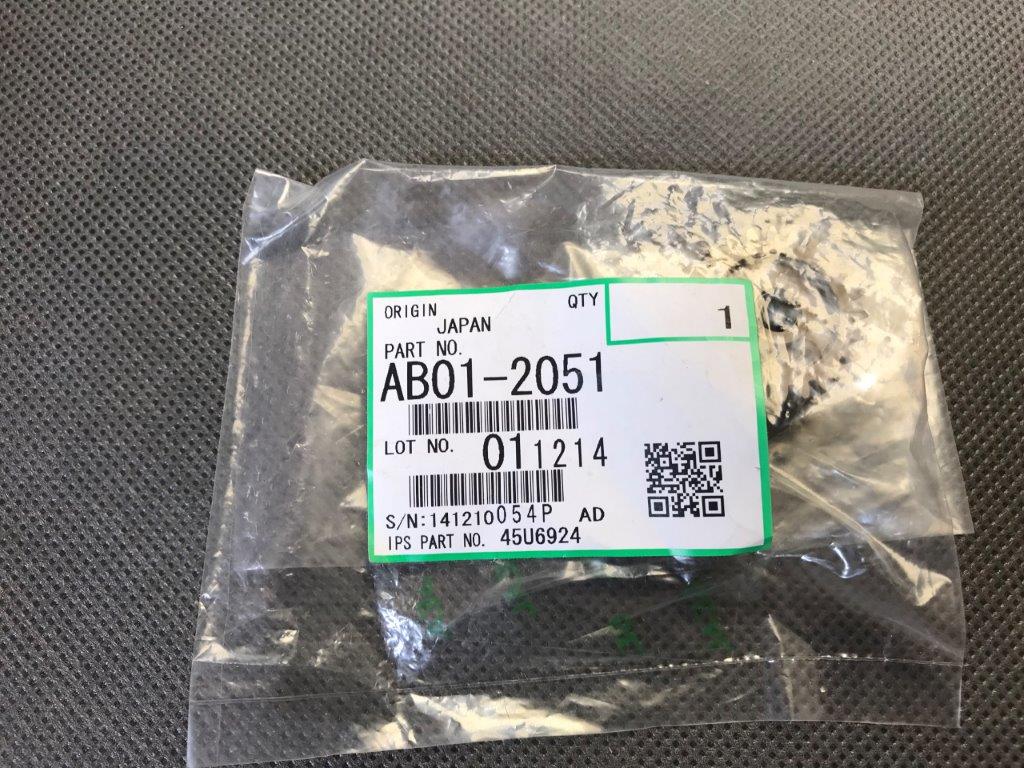 ORIGIN QTY 1
JAPAN
PART NO.
AB01-2051
LOT NO. 011214
S/N:141210054P AD
IPS PART NO. 45U6924